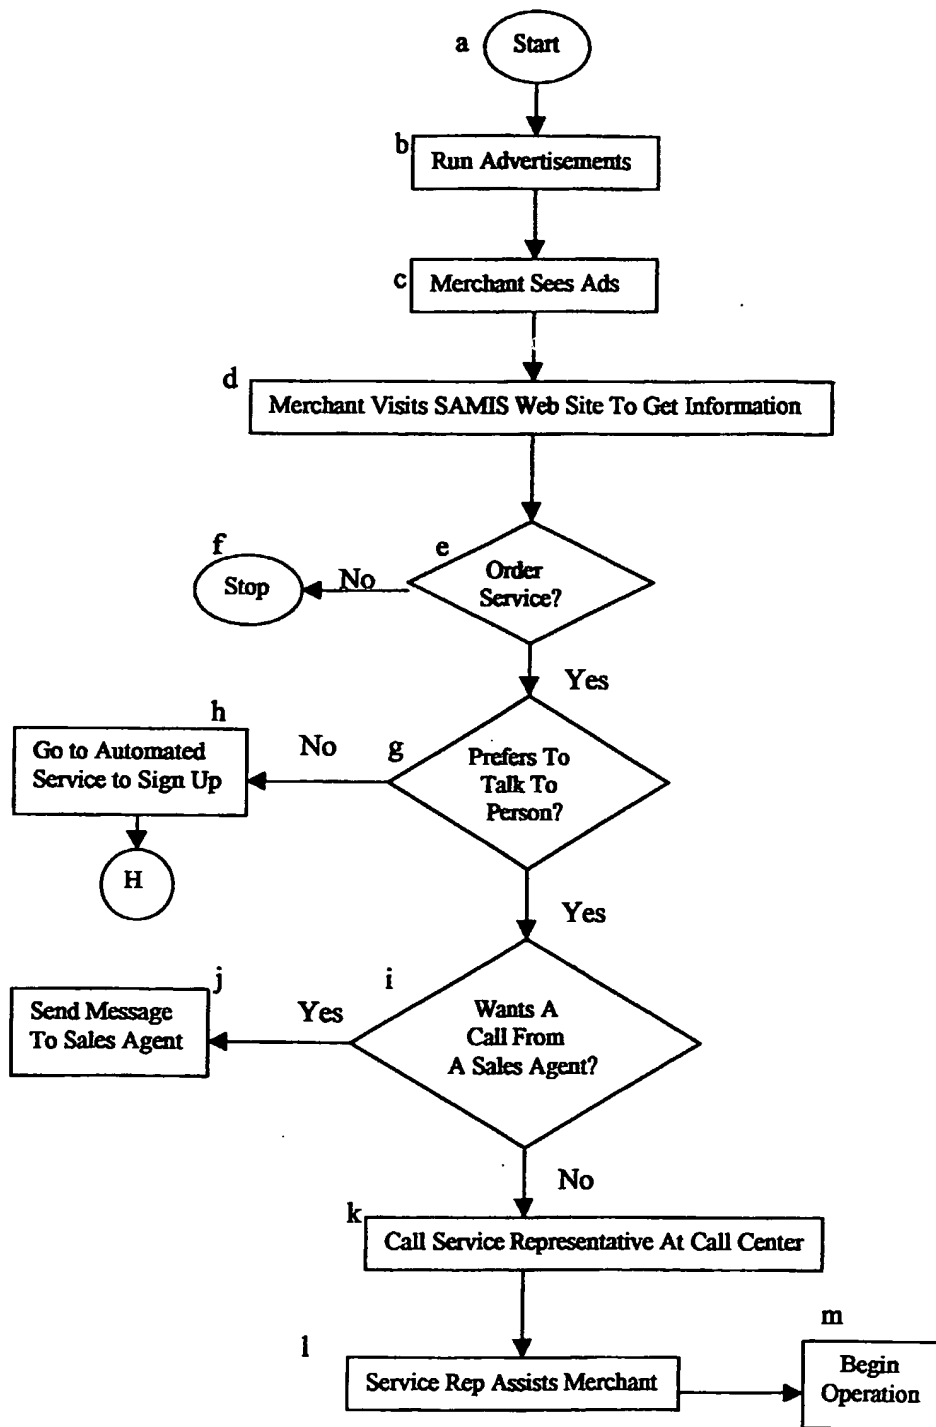 a
Start
b
Run Advertisements
c
Merchant Sees Ads
d
Merchant Visits SAMIS Web Site To Get Information
e
Order
Service?
f
Stop
No
Yes
g
Prefers To
Talk To
Person?
h
No
Go to Automated
Service to Sign Up
H
Yes
i
Wants A
Call From
A Sales Agent?
j
Yes
Send Message
To Sales Agent
No
k
Call Service Representative At Call Center
l
Service Rep Assists Merchant
m
Begin
Operation